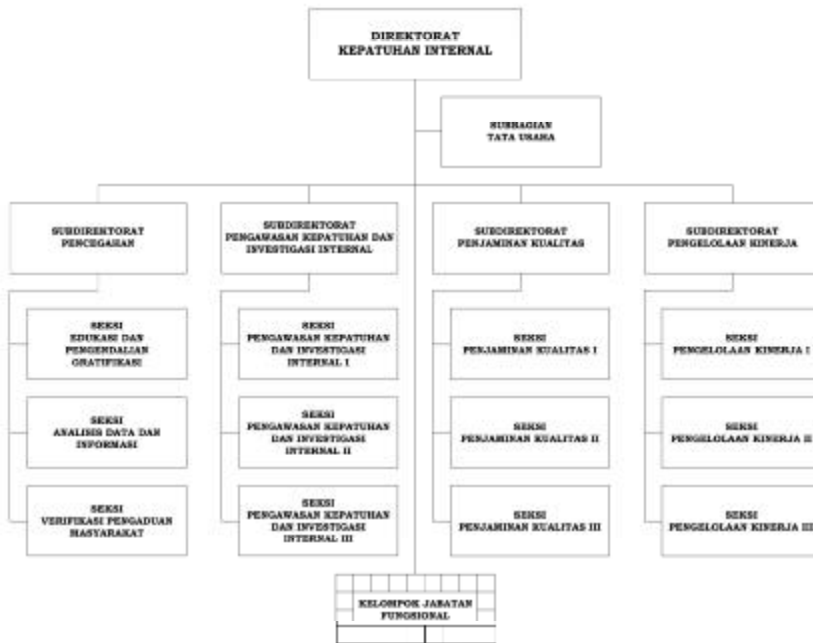 DIREKTORAT
KEPATUHAN INTERNAL
SUBBAGIAN
TATA USAHA
SUBDIREKTORAT
PENCEGAHAN
SUBDIREKTORAT
PENGAWASAN KEPATUHAN DAN
INVESTIGASI INTERNAL
SUBDIREKTORAT
PENJAMINAN KUALITAS
SUBDIREKTORAT
PENGELOLAAN KINERJA
SEKSI
EDUKASI DAN
PENGENDALIAN
GRATIFIKASI
SEKSI
PENGAWASAN KEPATUHAN
DAN INVESTIGASI
INTERNAL I
SEKSI
PENJAMINAN KUALITAS I
SEKSI
PENGELOLAAN KINERJA I
SEKSI
ANALISIS DATA DAN
INFORMASI
SEKSI
PENGAWASAN KEPATUHAN
DAN INVESTIGASI
INTERNAL II
SEKSI
PENJAMINAN KUALITAS II
SEKSI
PENGELOLAAN KINERJA II
SEKSI
VERIFIKASI PENGADUAN
MASYARAKAT
SEKSI
PENGAWASAN KEPATUHAN
DAN INVESTIGASI
INTERNAL III
SEKSI
PENJAMINAN KUALITAS III
SEKSI
PENGELOLAAN KINERJA III
KELOMPOK JABATAN
FUNGSIONAL